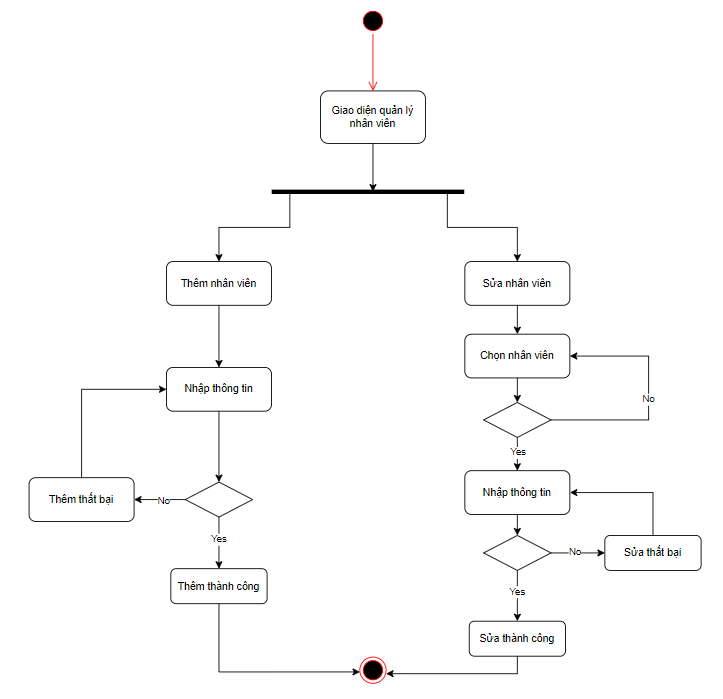 Giao diện quản lý
nhân viên
Thêm nhân viên
Sửa nhân viên
Chọn nhân viên
Nhập thông tin
No
Yes
Thêm thất bại
No
Nhập thông tin
Yes
No
Sửa thất bại
Thêm thành công
Yes
Sửa thành công